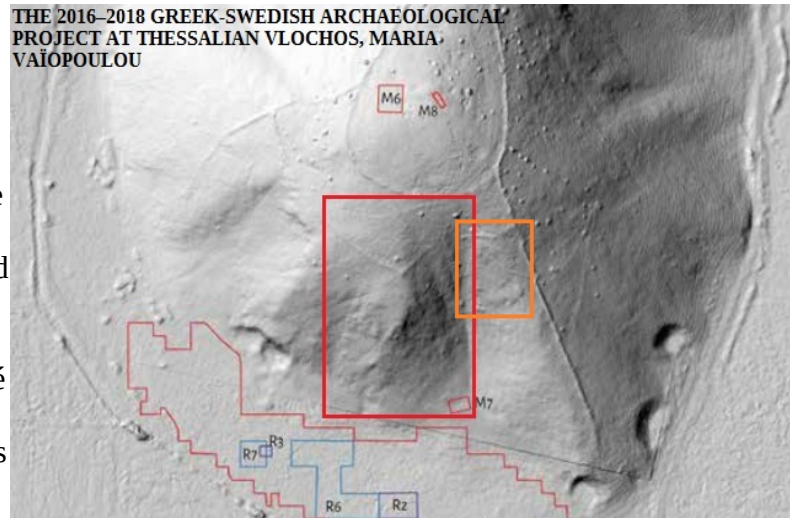 THE 2016–2018 GREEK-SWEDISH ARCHAEOLOGICAL
PROJECT AT THESSALIAN VLOCHOS, MARIA
VAÏOPOULOU
M6
M8
M7
R3
R7
R6
R2